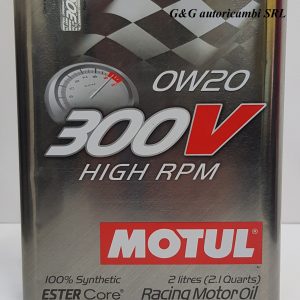 G&G autoricambi SRL
0W20
300V
HIGH RPM
MOTUL
100% Synthetic
2 litres (2.1 Quarts)
ESTER Core®
Racing Motor Oil